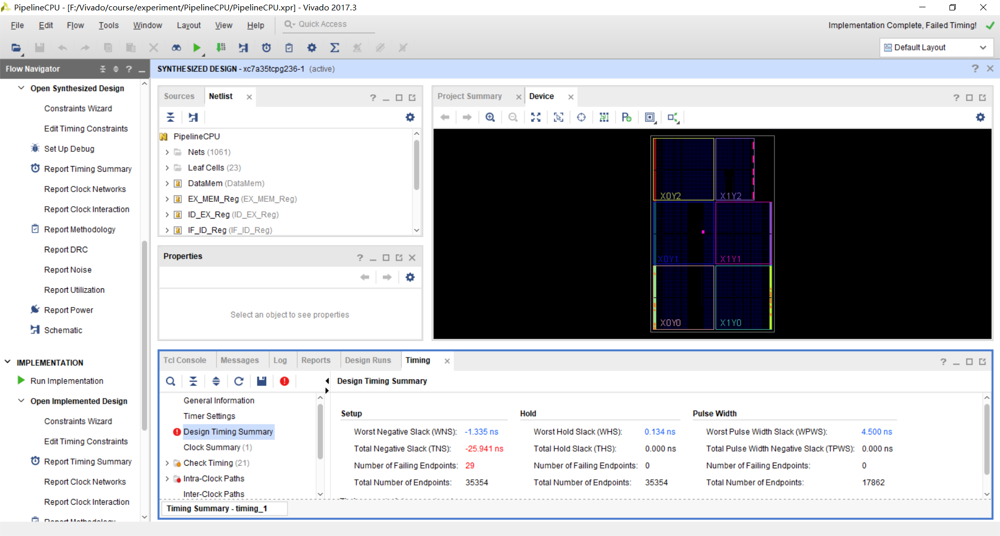 PipelineCPU - [F:/Vivado/course/experiment/PipelineCPU/PipelineCPU.xpr] - Vivado 2017.3
File Edit Flow Tools Window Layout View Help Quick Access
Implementation Complete, Failed Timing!
Default Layout
Flow Navigator
Open Synthesized Design
Constraints Wizard
Edit Timing Constraints
Set Up Debug
Report Timing Summary
Report Clock Networks
Report Clock Interaction
Report Methodology
Report DRC
Report Noise
Report Utilization
Report Power
Schematic
IMPLEMENTATION
Run Implementation
Open Implemented Design
Constraints Wizard
Edit Timing Constraints
Report Timing Summary
Report Clock Networks
Report Clock Interaction
Report Methodology
SYNTHESIZED DESIGN - xc7a35tcpg236-1 (active)
Sources Netlist
PipelineCPU
Nets (1061)
Leaf Cells (23)
DataMem (DataMem)
EX_MEM_Reg (EX_MEM_Reg)
ID_EX_Reg (ID_EX_Reg)
IF_ID_Reg (IF_ID_Reg)
Properties
Select an object to see properties
Project Summary Device
X0Y2 X1Y2
X0Y1 X1Y1
X0Y0 X1Y0
Tcl Console Messages Log Reports Design Runs Timing
General Information
Timer Settings
Design Timing Summary
Clock Summary (1)
Check Timing (21)
Intra-Clock Paths
Inter-Clock Paths
Timing Summary - timing_1
Design Timing Summary
Setup Hold Pulse Width
Worst Negative Slack (WNS): -1.335 ns Worst Hold Slack (WHS): 0.134 ns Worst Pulse Width Slack (WPWS): 4.500 ns
Total Negative Slack (TNS): -25.941 ns Total Hold Slack (THS): 0.000 ns Total Pulse Width Negative Slack (TPWS): 0.000 ns
Number of Failing Endpoints: 29 Number of Failing Endpoints: 0 Number of Failing Endpoints: 0
Total Number of Endpoints: 35354 Total Number of Endpoints: 35354 Total Number of Endpoints: 17862